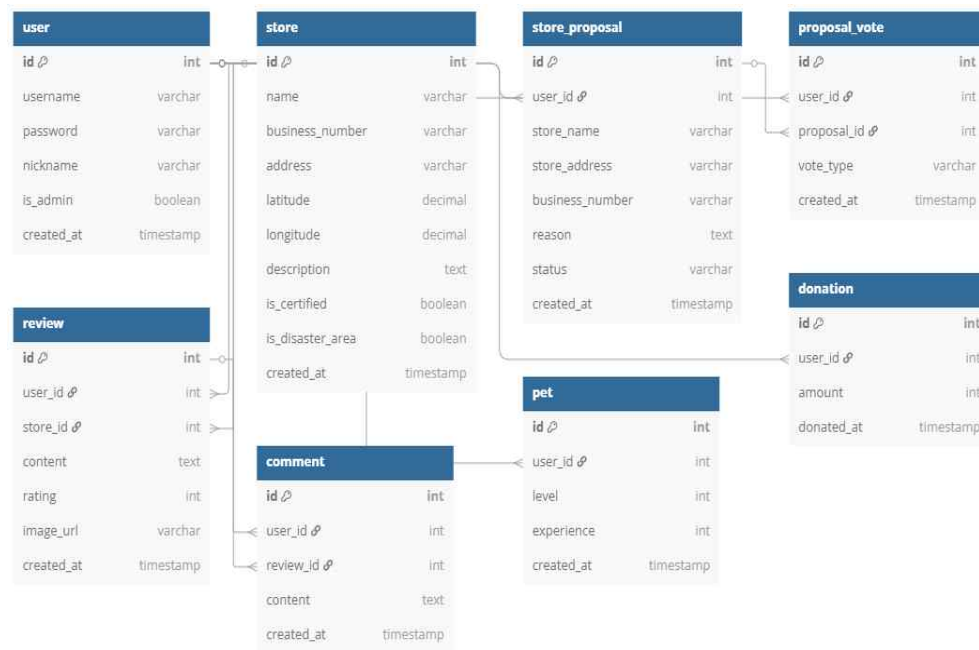 user
id int
username varchar
password varchar
nickname varchar
is_admin boolean
created_at timestamp
store
id int
name varchar
business_number varchar
address varchar
latitude decimal
longitude decimal
description text
is_certified boolean
is_disaster_area boolean
created_at timestamp
store_proposal
id int
user_id int
store_name varchar
store_address varchar
business_number varchar
reason text
status varchar
created_at timestamp
proposal_vote
id int
user_id int
proposal_id int
vote_type varchar
created_at timestamp
review
id int
user_id int
store_id int
content text
rating int
image_url varchar
created_at timestamp
comment
id int
user_id int
review_id int
content text
created_at timestamp
pet
id int
user_id int
level int
experience int
created_at timestamp
donation
id int
user_id int
amount int
donated_at timestamp